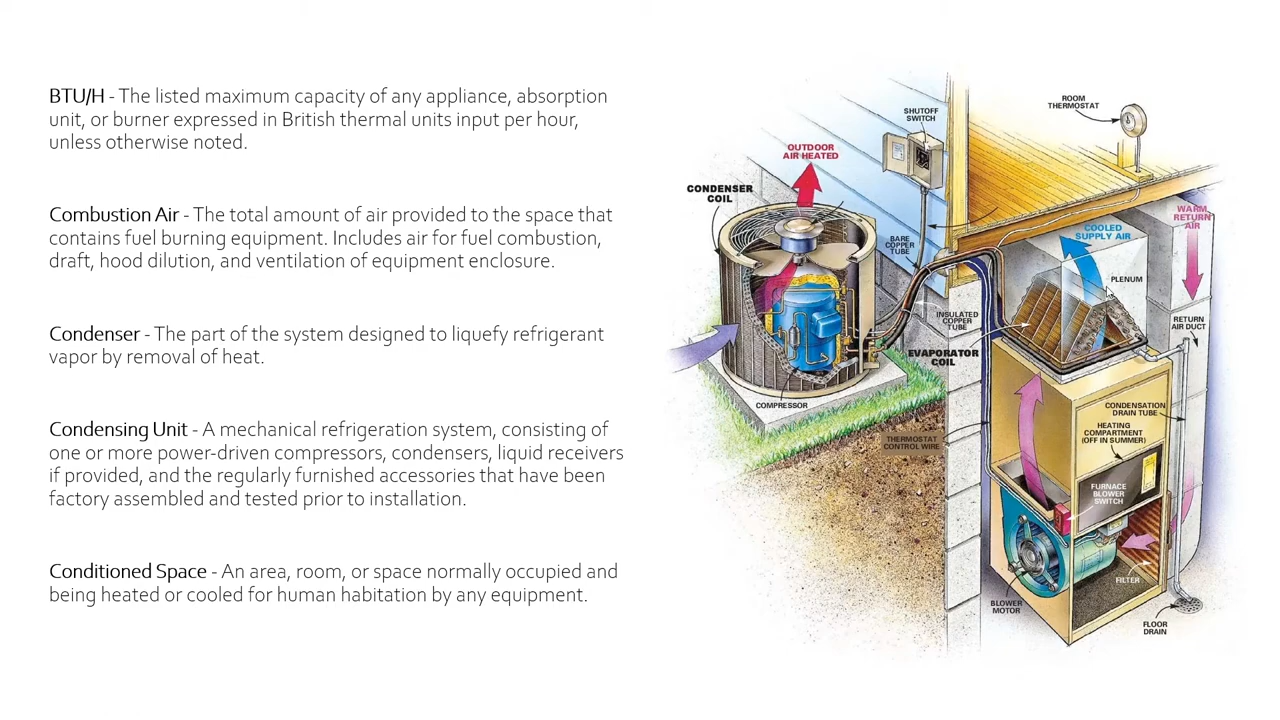 BTU/H - The listed maximum capacity of any appliance, absorption
unit, or burner expressed in British thermal units input per hour,
unless otherwise noted.
Combustion Air - The total amount of air provided to the space that
contains fuel burning equipment. Includes air for fuel combustion,
draft, hood dilution, and ventilation of equipment enclosure.
Condenser - The part of the system designed to liquefy refrigerant
vapor by removal of heat.
Condensing Unit - A mechanical refrigeration system, consisting of
one or more power-driven compressors, condensers, liquid receivers
if provided, and the regularly furnished accessories that have been
factory assembled and tested prior to installation.
Conditioned Space - An area, room, or space normally occupied and
being heated or cooled for human habitation by any equipment.
ROOM
THERMOSTAT
SHUTOFF
SWITCH
OUTDOOR
AIR HEATED
CONDENSER
COIL
WARM
RETURN
AIR
COOLED
SUPPLY AIR
BARE
COPPER
TUBE
PLENUM
INSULATED
COPPER
TUBE
RETURN
AIR DUCT
EVAPORATOR
COIL
COMPRESSOR
CONDENSATION
DRAIN TUBE
HEATING
COMPARTMENT
(OFF IN SUMMER)
THERMOSTAT
CONTROL WIRE
FURNACE
BLOWER
SWITCH
FILTER
BLOWER
MOTOR
FLOOR
DRAIN